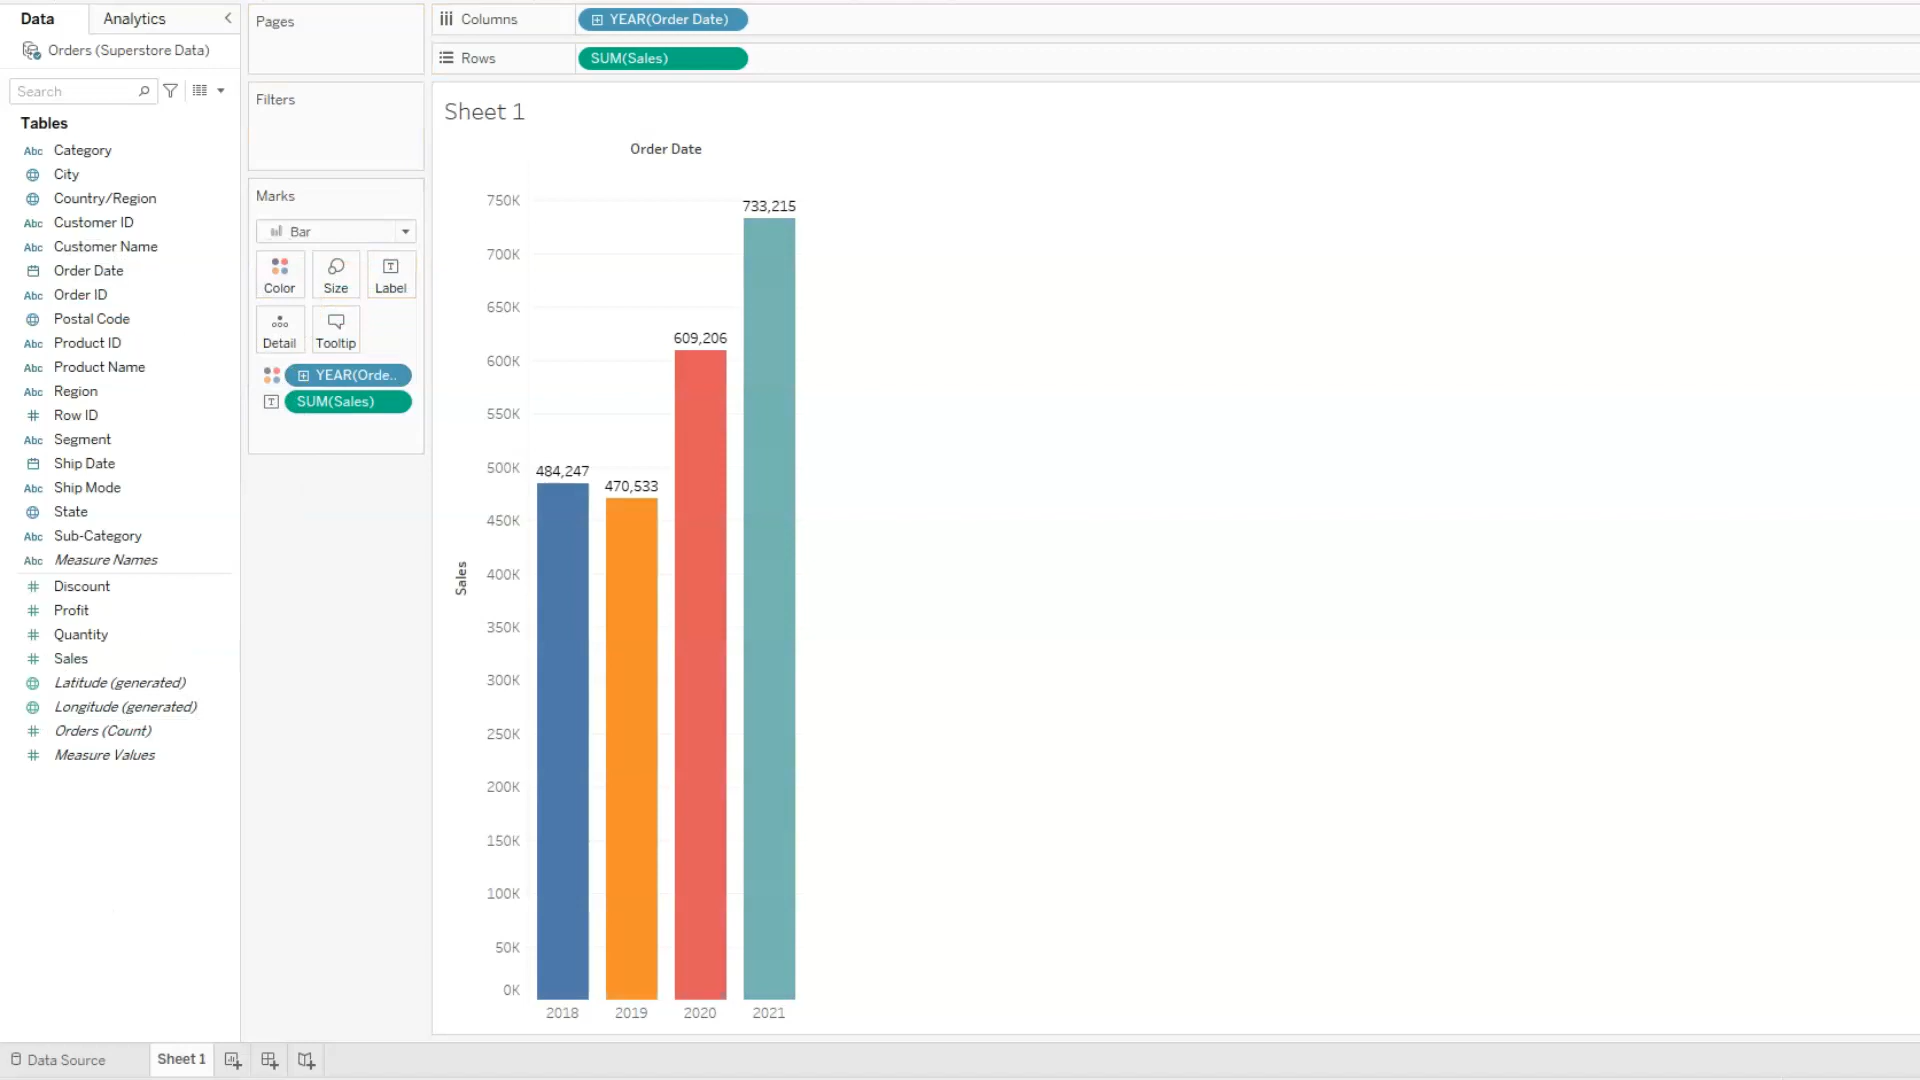 Data
Analytics
Orders (Superstore Data)
Search
Tables
Abc Category
City
Country/Region
Abc Customer ID
Abc Customer Name
Order Date
Abc Order ID
Postal Code
Abc Product ID
Abc Product Name
Abc Region
# Row ID
Abc Segment
Ship Date
Abc Ship Mode
State
Abc Sub-Category
Abc Measure Names
# Discount
# Profit
# Quantity
# Sales
Latitude (generated)
Longitude (generated)
# Orders (Count)
# Measure Values
Pages
Filters
Marks
Bar
Color Size Label
T
Detail Tooltip
YEAR(Orde..
T SUM(Sales)
Columns YEAR(Order Date)
Rows SUM(Sales)
Sheet 1
Order Date
750K
700K
650K
600K
550K
500K
450K
400K
350K
300K
250K
200K
150K
100K
50K
0K
Sales
484,247
470,533
609,206
733,215
2018 2019 2020 2021
Data Source
Sheet 1